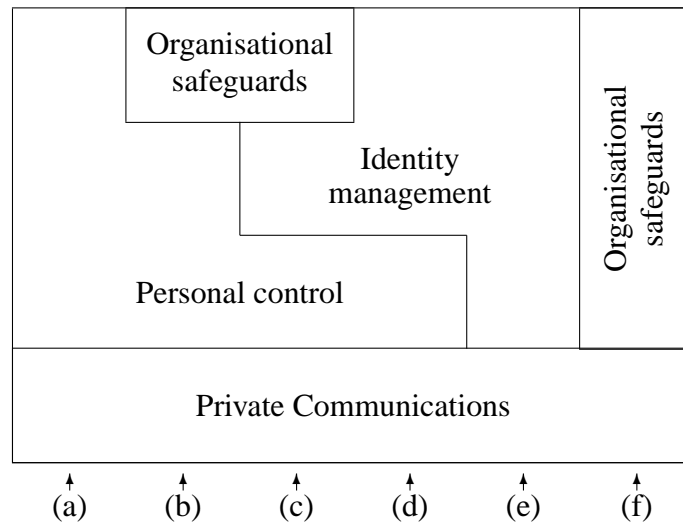 Organisational
safeguards
Identity
management
Organisational
safeguards
Personal control
Private Communications
(a) (b) (c) (d) (e) (f)